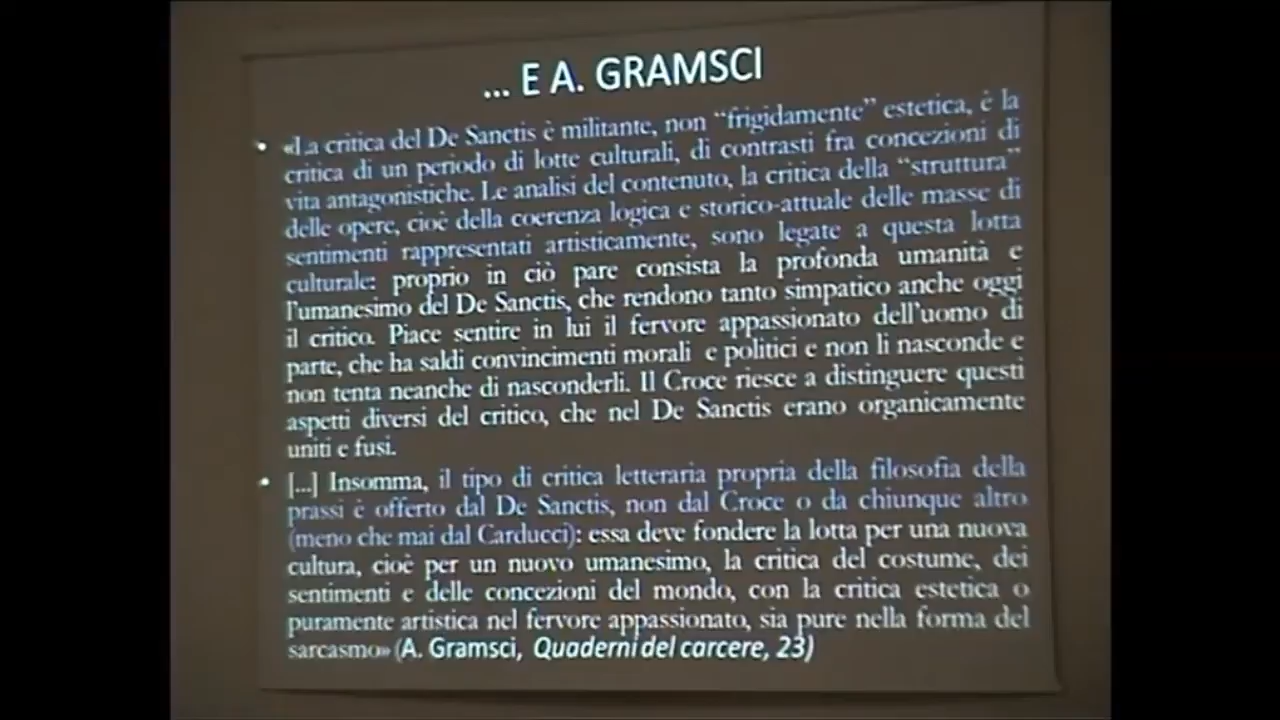 ... E A. GRAMSCI
• «La critica del De Sanctis è militante, non “frigidamente” estetica, è la
critica di un periodo di lotte culturali, di contrasti fra concezioni di
vita antagonistiche. Le analisi del contenuto, la critica della “struttura”
delle opere, cioè della coerenza logica e storico-attuale delle masse di
sentimenti rappresentati artisticamente, sono legate a questa lotta
culturale: proprio in ciò pare consista la profonda umanità e
l’umanesimo del De Sanctis, che rendono tanto simpatico anche oggi
il critico. Piace sentire in lui il fervore appassionato dell’uomo di
parte, che ha saldi convincimenti morali e politici e non li nasconde e
non tenta neanche di nasconderli. Il Croce riesce a distinguere questi
aspetti diversi del critico, che nel De Sanctis erano organicamente
uniti e fusi.
• [...] Insomma, il tipo di critica letteraria propria della filosofia della
prassi è offerto dal De Sanctis, non dal Croce o da chiunque altro
(meno che mai dal Carducci): essa deve fondere la lotta per una nuova
cultura, cioè per un nuovo umanesimo, la critica del costume, dei
sentimenti e delle concezioni del mondo, con la critica estetica o
puramente artistica nel fervore appassionato, sia pure nella forma del
sarcasmo» (A. Gramsci, Quaderni del carcere, 23)